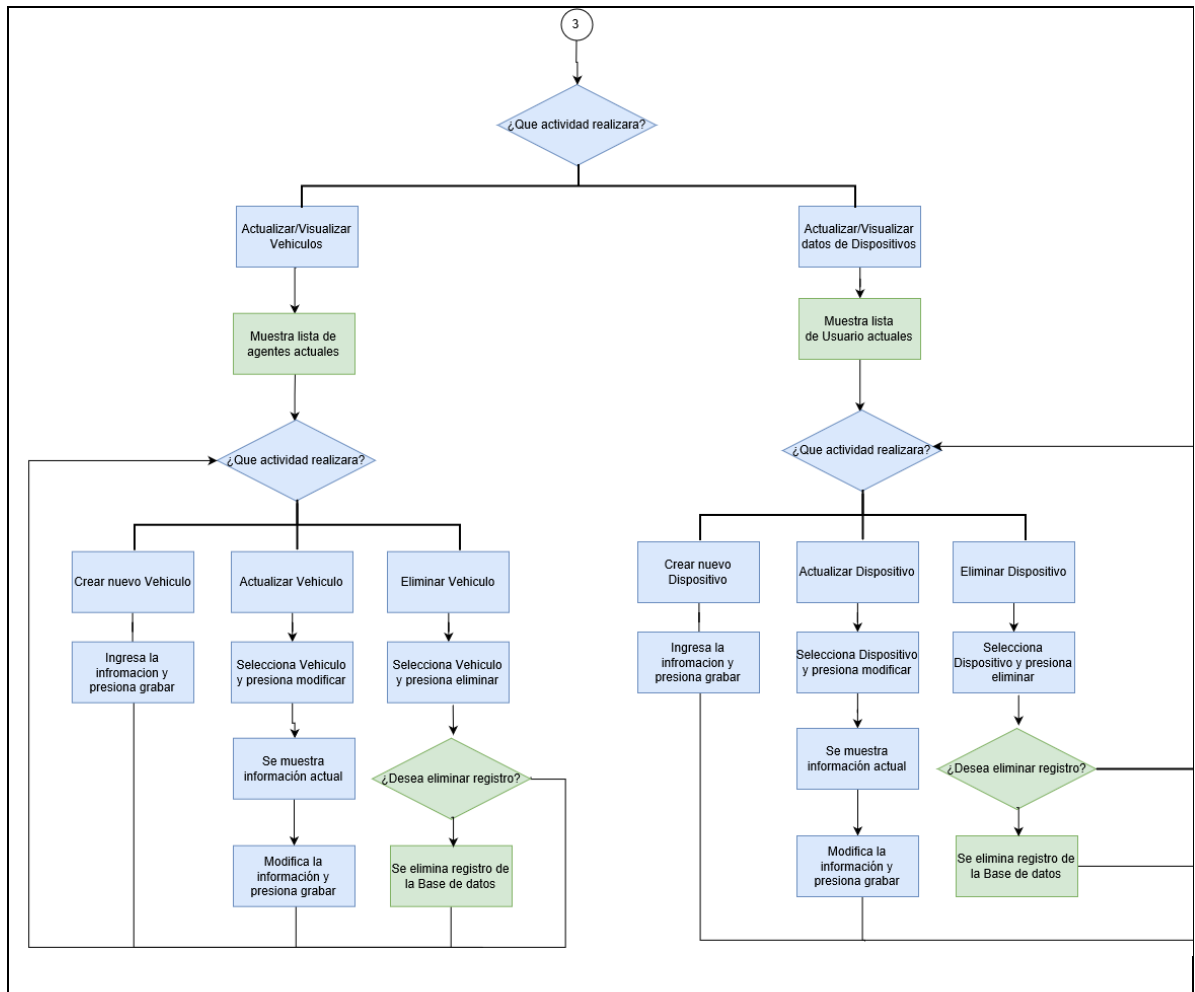 3
¿Que actividad realizara?
Actualizar/Visualizar
Vehiculos
Actualizar/Visualizar
datos de Dispositivos
Muestra lista de
agentes actuales
Muestra lista
de Usuario actuales
¿Que actividad realizara?
¿Que actividad realizara?
Crear nuevo Vehiculo
Actualizar Vehiculo
Eliminar Vehiculo
Crear nuevo
Dispositivo
Actualizar Dispositivo
Eliminar Dispositivo
Ingresa la
infromacion y
presiona grabar
Selecciona Vehiculo
y presiona modificar
Selecciona Vehiculo
y presiona eliminar
Ingresa la
infromacion y
presiona grabar
Selecciona Dispositivo
y presiona modificar
Selecciona
Dispositivo y presiona
eliminar
Se muestra
información actual
¿Desea eliminar registro?
Se muestra
información actual
¿Desea eliminar registro?
Modifica la
información y
presiona grabar
Se elimina registro de
la Base de datos
Modifica la
información y
presiona grabar
Se elimina registro de
la Base de datos